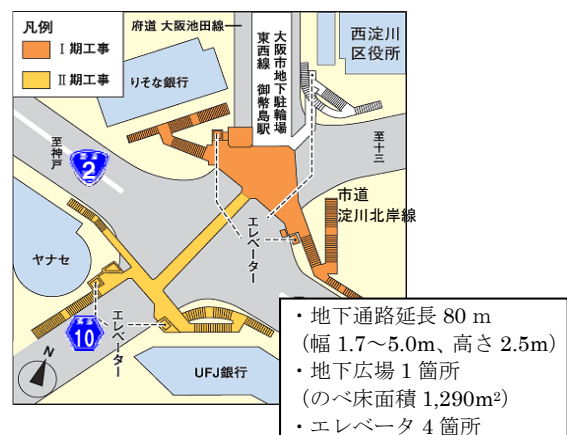 凡例
Ⅰ期工事
Ⅱ期工事
府道 大阪池田線
大阪市地下駐輪場
東西線 御幣島駅
西淀川
区役所
りそな銀行
至神戸
2
至十三
市道
淀川北岸線
エレベーター
ヤナセ
エレベーター
10
N
UFJ銀行
・地下通路延長 80 m
(幅 1.7～5.0m、高さ 2.5m)
・地下広場 1 箇所
(のべ床面積 1,290m²)
・エレベータ 4 箇所